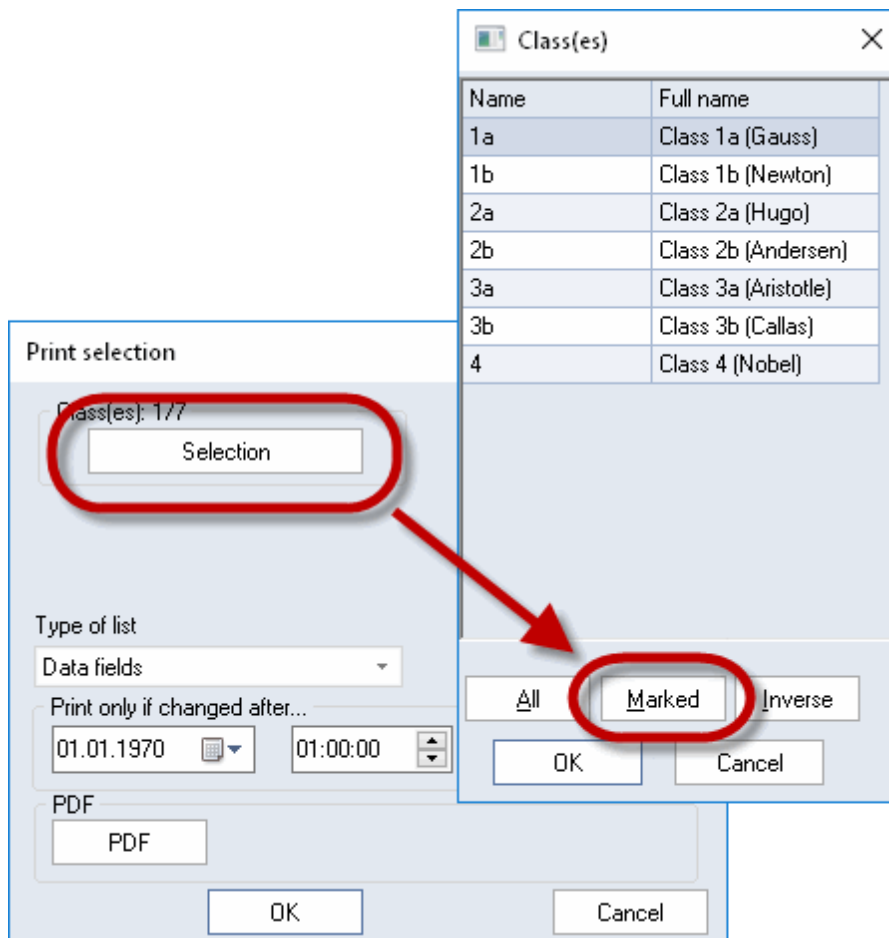 Class(es)
Name Full name
1a Class 1a (Gauss)
1b Class 1b (Newton)
2a Class 2a (Hugo)
2b Class 2b (Andersen)
3a Class 3a (Aristotle)
3b Class 3b (Callas)
4 Class 4 (Nobel)
All Marked Inverse
OK Cancel
Print selection
Class(es): 1/7
Selection
Type of list
Data fields
Print only if changed after...
01.01.1970 01:00:00
PDF
PDF
OK Cancel